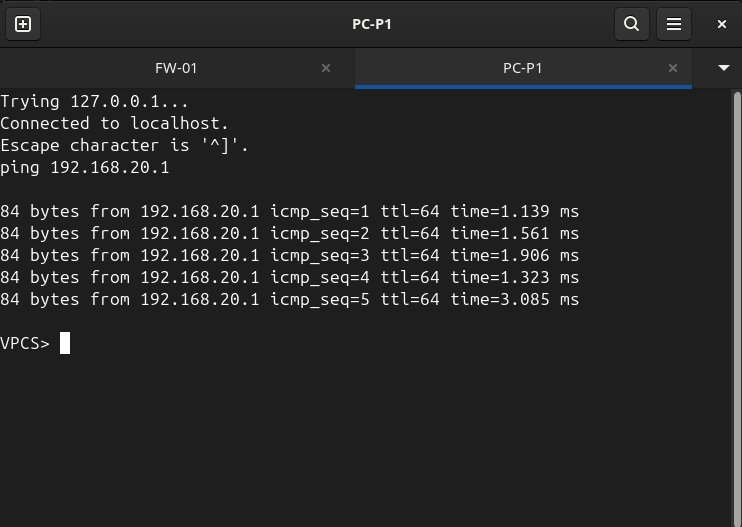 PC-P1
FW-01
PC-P1
Trying 127.0.0.1...
Connected to localhost.
Escape character is '^]'.
ping 192.168.20.1
84 bytes from 192.168.20.1 icmp_seq=1 ttl=64 time=1.139 ms
84 bytes from 192.168.20.1 icmp_seq=2 ttl=64 time=1.561 ms
84 bytes from 192.168.20.1 icmp_seq=3 ttl=64 time=1.906 ms
84 bytes from 192.168.20.1 icmp_seq=4 ttl=64 time=1.323 ms
84 bytes from 192.168.20.1 icmp_seq=5 ttl=64 time=3.085 ms
VPCS>